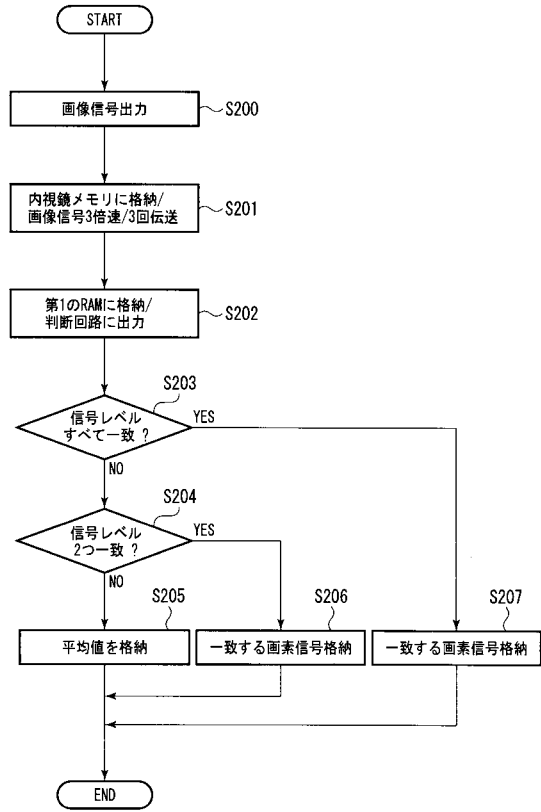 START
画像信号出力
S200
内視鏡メモリに格納/
画像信号3倍速/3回伝送
S201
第1のRAMに格納/
判断回路に出力
S202
S203
信号レベル
すべて一致 ?
YES
NO
S204
信号レベル
2つ一致 ?
YES
NO
S205
平均値を格納
S206
一致する画素信号格納
S207
一致する画素信号格納
END